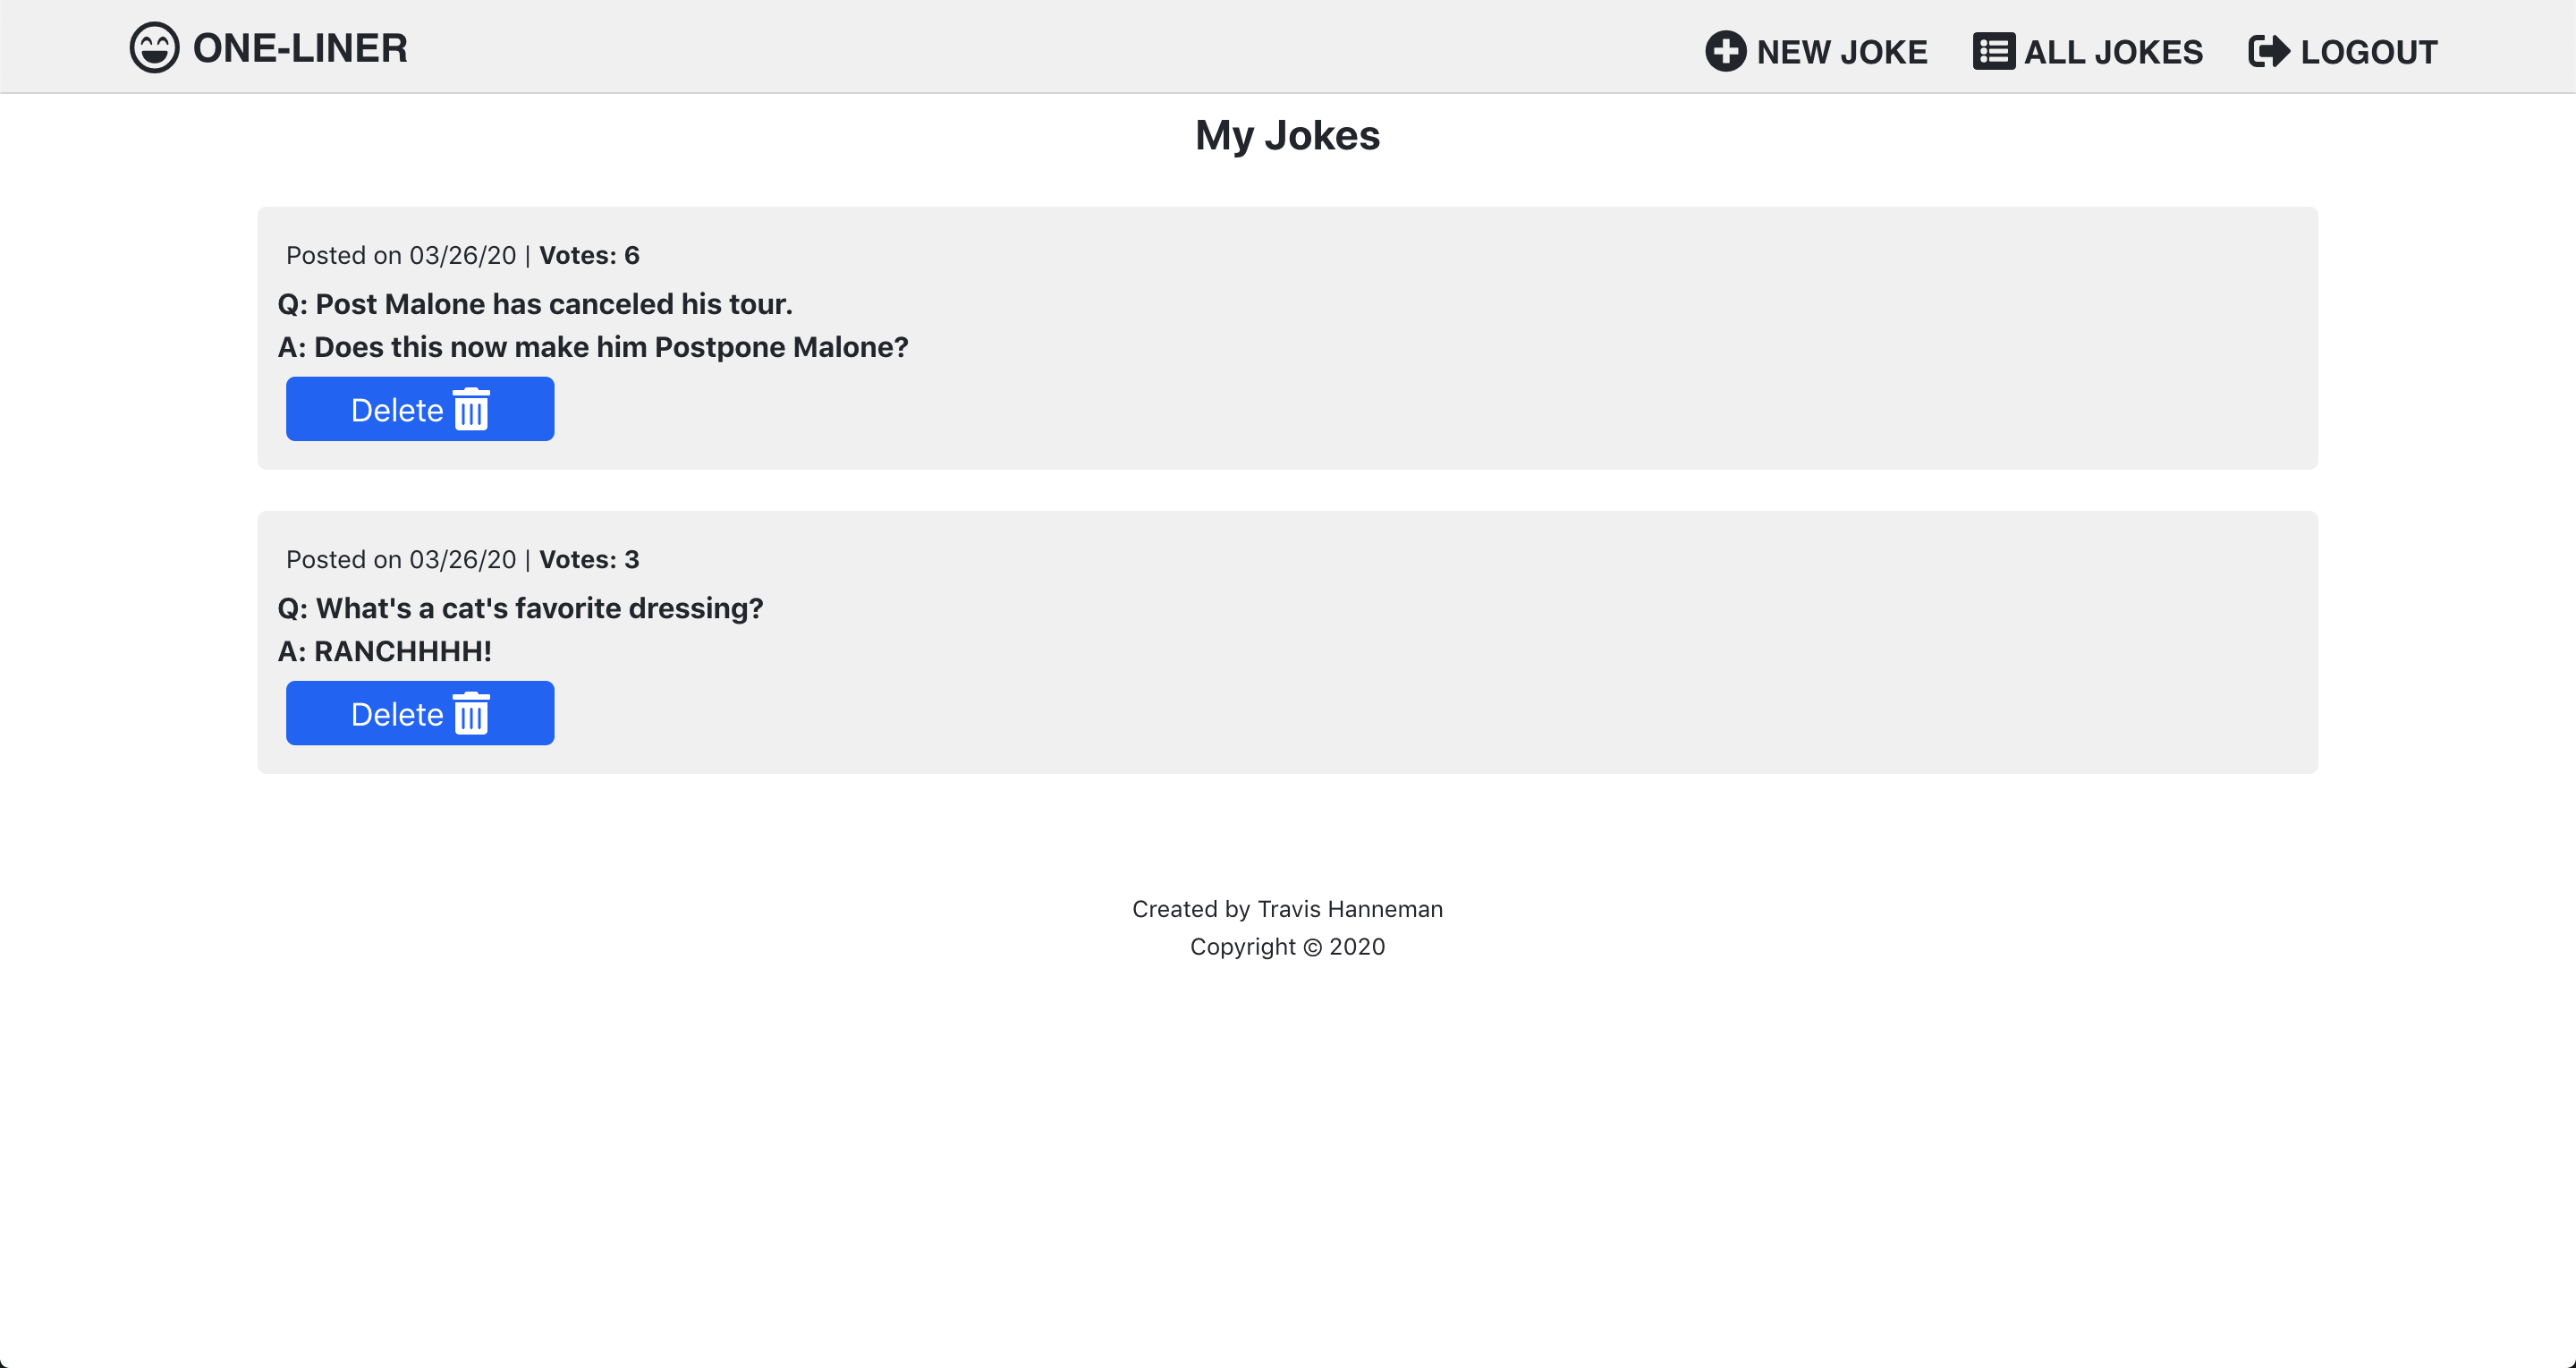 ONE-LINER
NEW JOKE ALL JOKES LOGOUT
My Jokes
Posted on 03/26/20 | Votes: 6
Q: Post Malone has canceled his tour.
A: Does this now make him Postpone Malone?
Delete
Posted on 03/26/20 | Votes: 3
Q: What's a cat's favorite dressing?
A: RANCHHHH!
Delete
Created by Travis Hanneman
Copyright © 2020